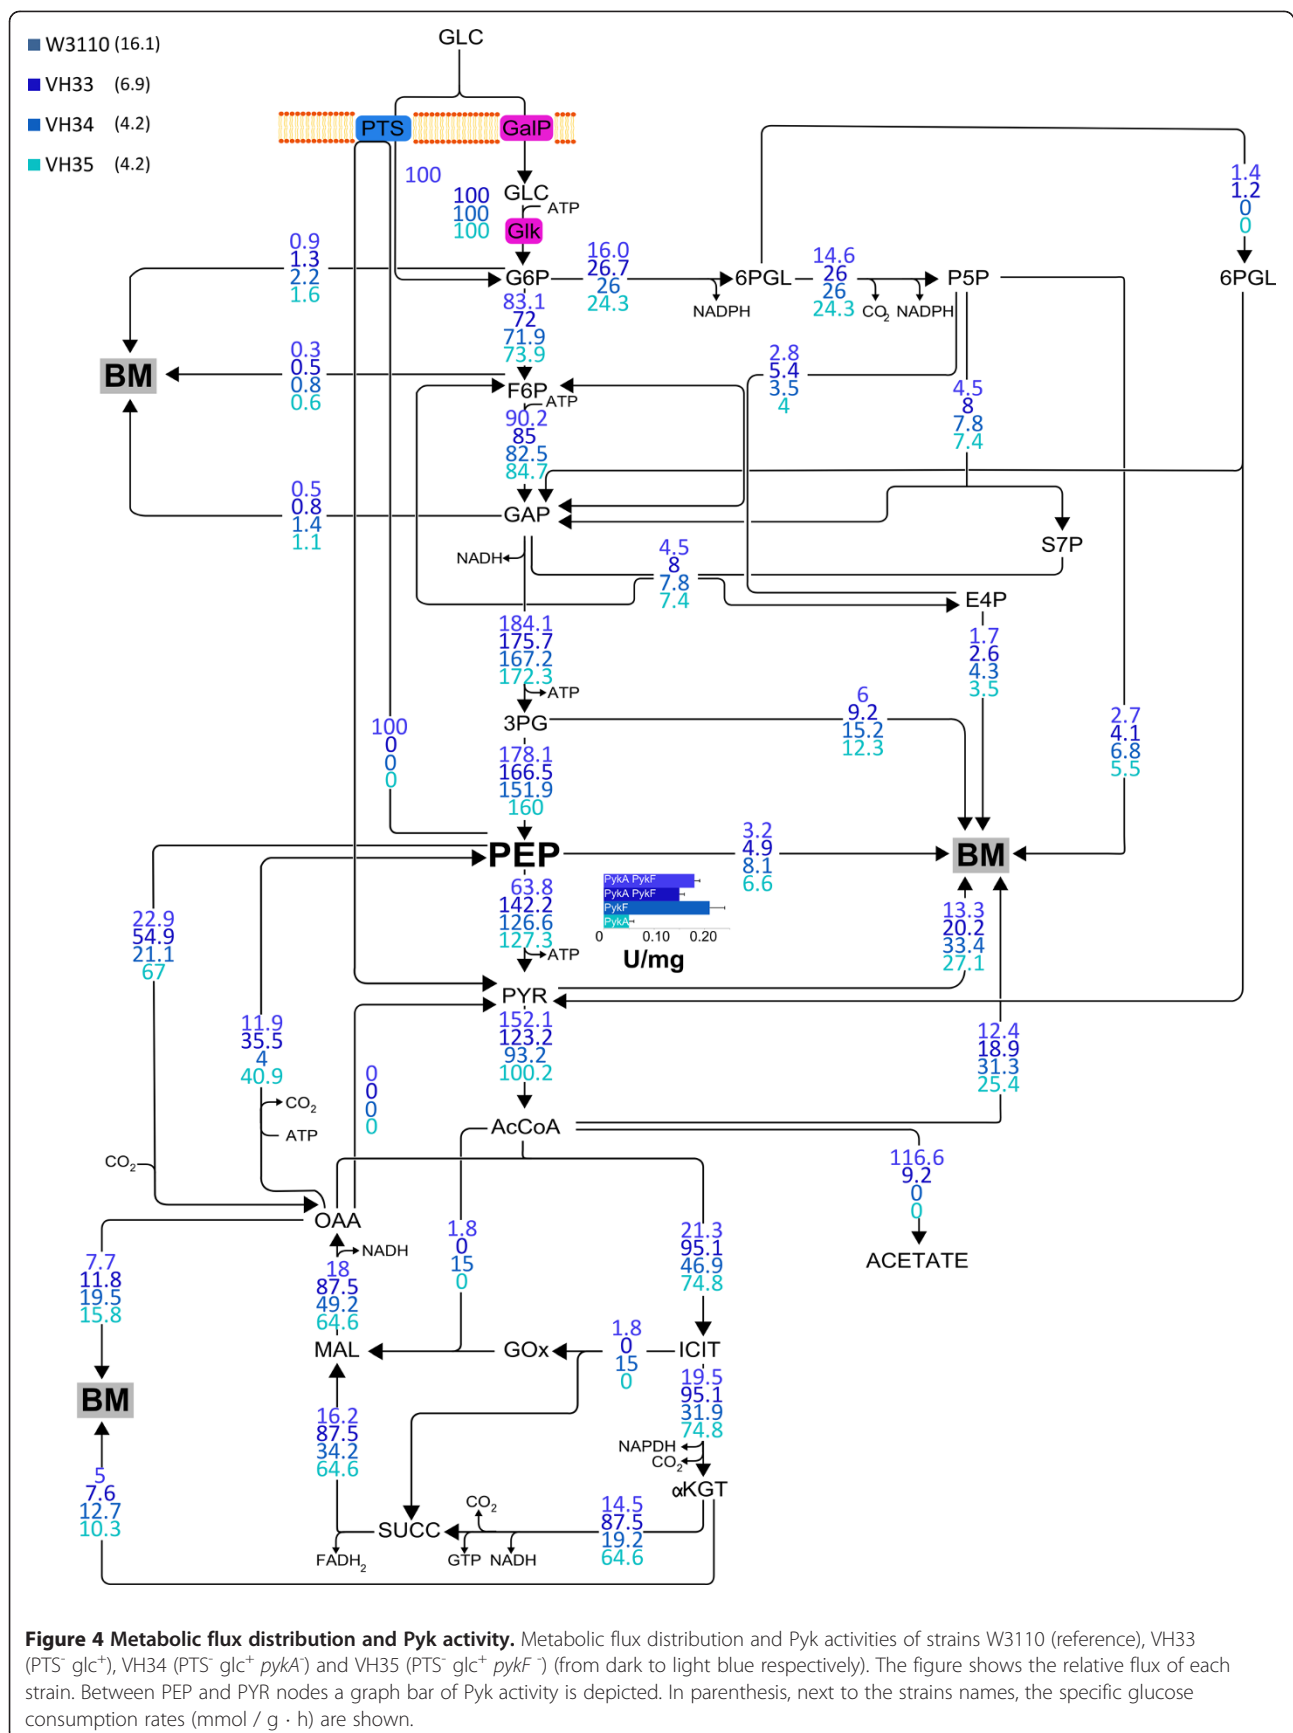 GLC
W3110 (16.1)
VH33 (6.9)
VH34 (4.2)
VH35 (4.2)
PTS
GalP
100
GLC
ATP
100
100
100
Glk
1.4
1.2
0
0
0.9
1.3
2.2
1.6
G6P
16.0
26.7
26
24.3
NADPH
6PGL
14.6
26
26
24.3
CO2
NADPH
P5P
6PGL
83.1
72
71.9
73.9
BM
0.3
0.5
0.8
0.6
F6P
ATP
2.8
5.4
3.5
4
4.5
8
7.8
7.4
90.2
85
82.5
84.7
0.5
0.8
1.4
1.1
GAP
NADH
S7P
4.5
8
7.8
7.4
E4P
184.1
175.7
167.2
172.3
ATP
1.7
2.6
4.3
3.5
3PG
6
9.2
15.2
12.3
2.7
4.1
6.8
5.5
100
0
0
0
178.1
166.5
151.9
160
PEP
3.2
4.9
8.1
6.6
BM
63.8
142.2
126.6
127.3
ATP
PykA PykF
PykA PykF
PykF
PykA
0 0.10 0.20
U/mg
13.3
20.2
33.4
27.1
22.9
54.9
21.1
67
PYR
11.9
35.5
4
40.9
CO2
ATP
0
0
0
0
152.1
123.2
93.2
100.2
12.4
18.9
31.3
25.4
AcCoA
CO2
116.6
9.2
0
0
ACETATE
OAA
NADH
7.7
11.8
19.5
15.8
18
87.5
49.2
64.6
1.8
0
15
0
21.3
95.1
46.9
74.8
MAL
GOx
1.8
0
15
0
ICIT
BM
19.5
95.1
31.9
74.8
NAPDH
CO2
16.2
87.5
34.2
64.6
αKGT
5
7.6
12.7
10.3
SUCC
CO2
14.5
87.5
19.2
64.6
FADH2
GTP
NADH
Figure 4 Metabolic flux distribution and Pyk activity. Metabolic flux distribution and Pyk activities of strains W3110 (reference), VH33
(PTS- glc+), VH34 (PTS- glc+ pykA-) and VH35 (PTS- glc+ pykF -) (from dark to light blue respectively). The figure shows the relative flux of each
strain. Between PEP and PYR nodes a graph bar of Pyk activity is depicted. In parenthesis, next to the strains names, the specific glucose
consumption rates (mmol / g · h) are shown.